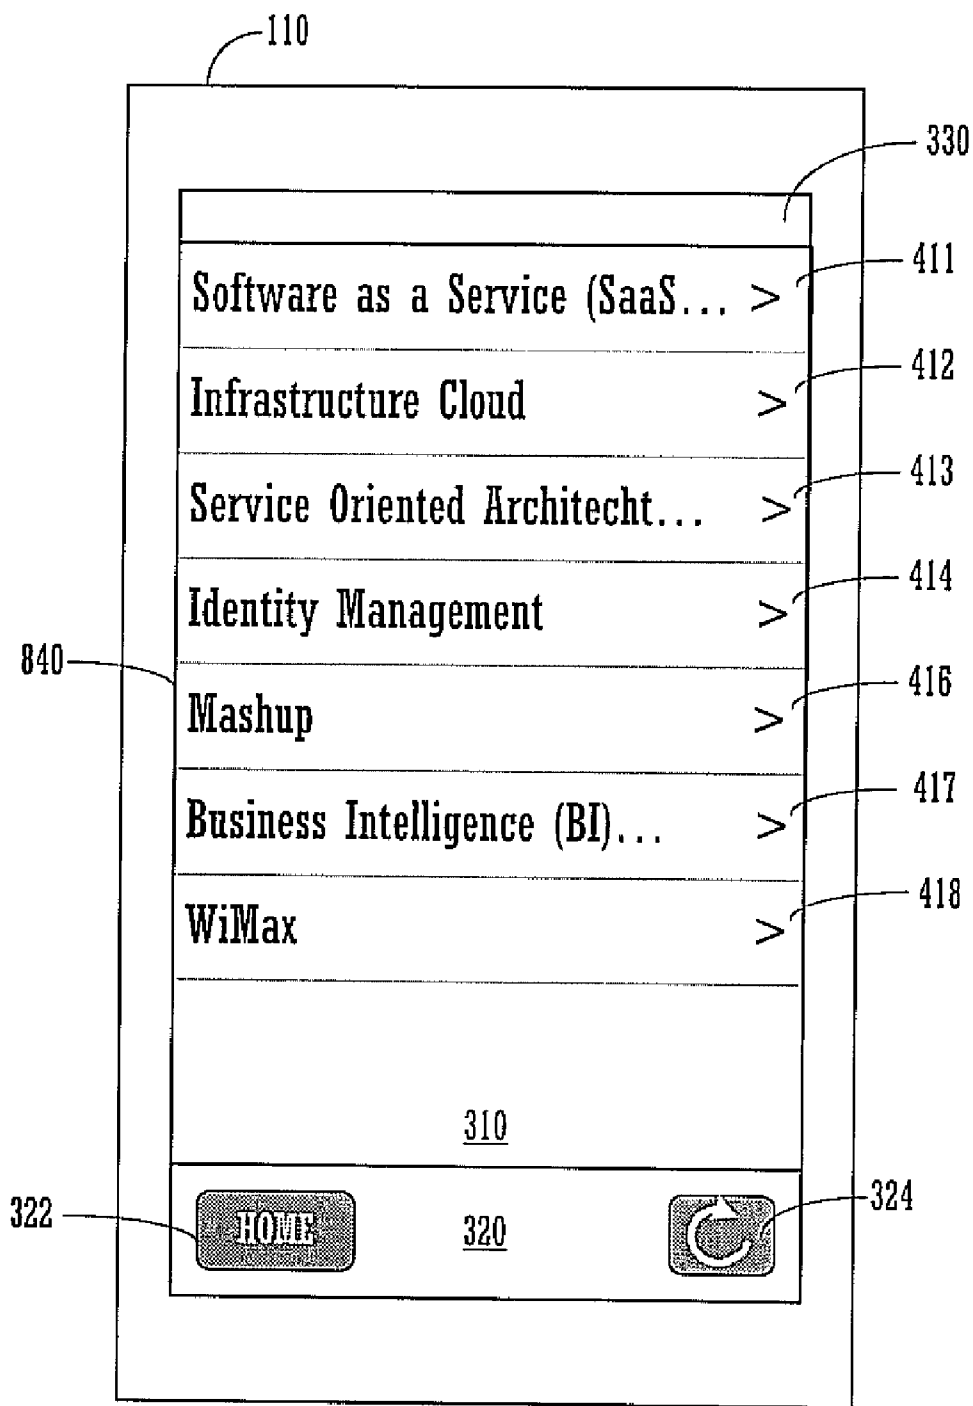 110
330
Software as a Service (SaaS... > 411
Infrastructure Cloud > 412
Service Oriented Architecht... > 413
Identity Management > 414
840
Mashup > 416
Business Intelligence (BI)... > 417
WiMax > 418
310
322 HOME 320 324